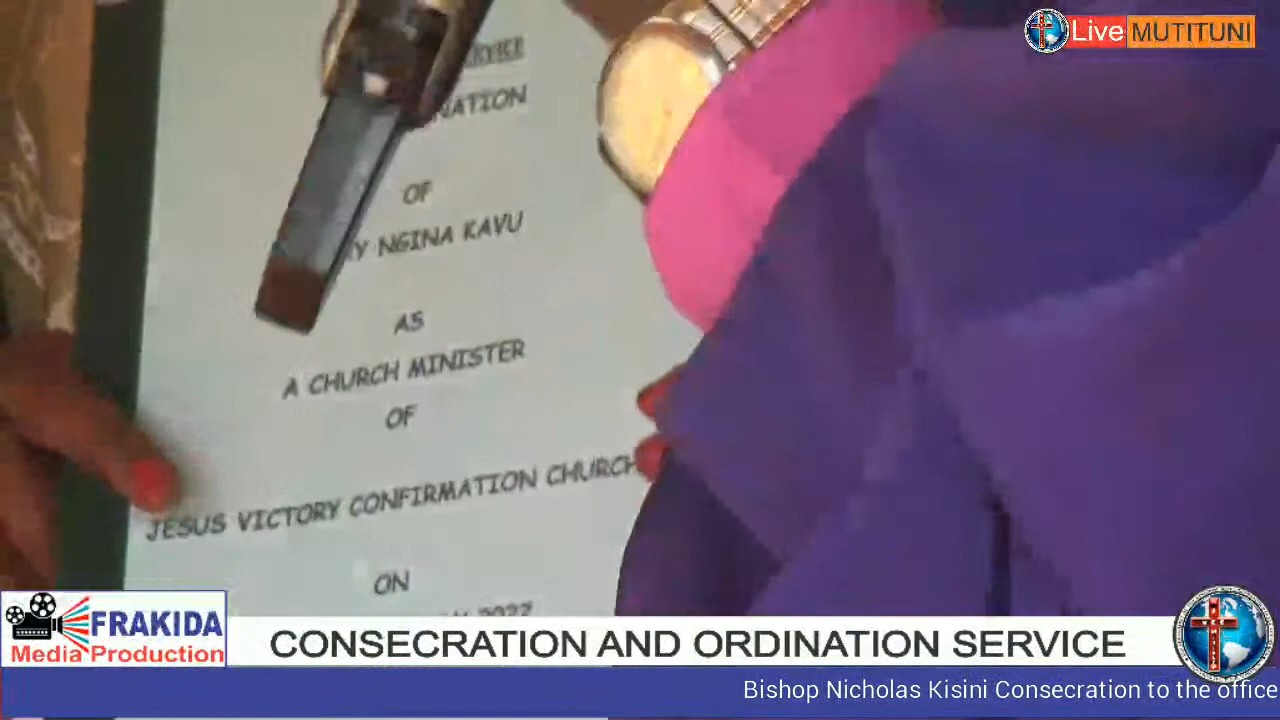 Live MUTITUNI
OF
NGINA KAVU
AS
A CHURCH MINISTER
OF
JESUS VICTORY CONFIRMATION CHURCH
ON
2022
FRAKIDA
Media Production
CONSECRATION AND ORDINATION SERVICE
Bishop Nicholas Kisini Consecration to the office